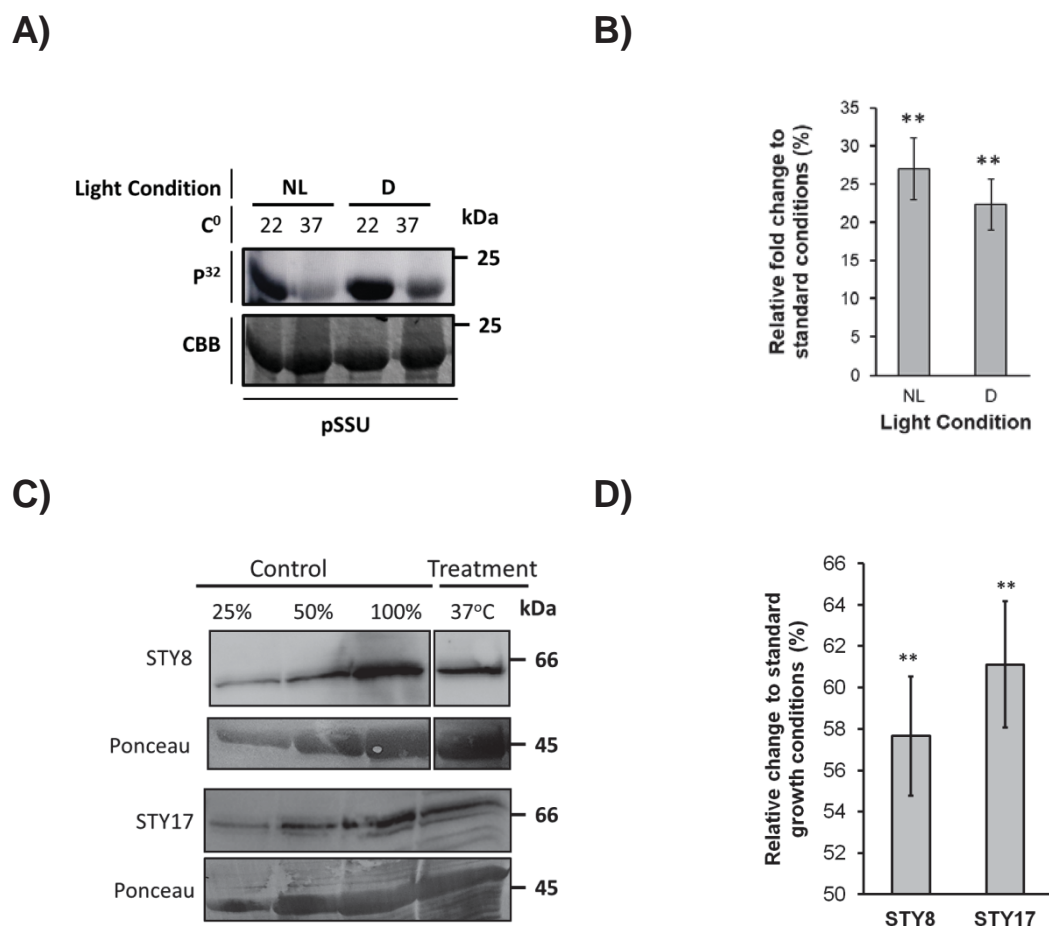 A)
Light Condition NL D
C⁰ 22 37 22 37 kDa
P³² 25
CBB 25
pSSU
B)
Relative fold change to
standard conditions (%)
35
30
25
20
15
10
5
0
** **
NL D
Light Condition
C)
Control Treatment
25% 50% 100% 37°C kDa
STY8 66
Ponceau 45
STY17 66
Ponceau 45
D)
Relative change to standard
growth conditions (%)
66
64
62
60
58
56
54
52
50
** **
STY8 STY17